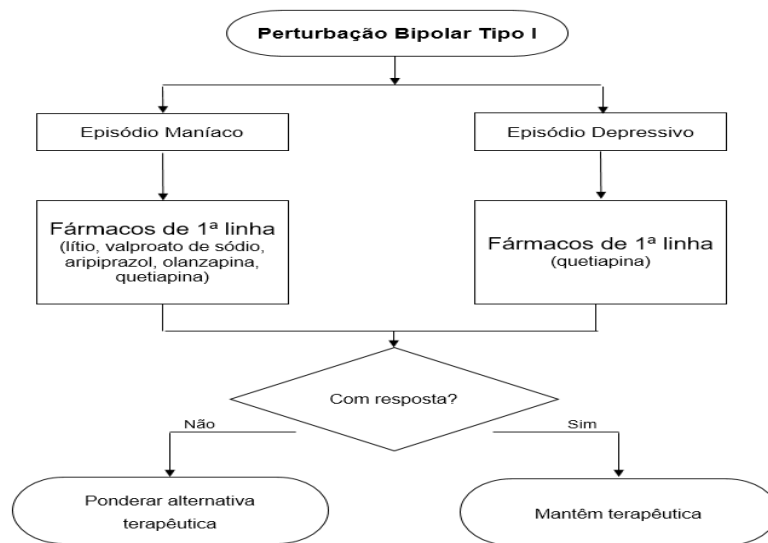 Perturbação Bipolar Tipo I
Episódio Maníaco
Episódio Depressivo
Fármacos de 1ª linha
(lítio, valproato de sódio,
aripiprazol, olanzapina,
quetiapina)
Fármacos de 1ª linha
(quetiapina)
Com resposta?
Não
Sim
Ponderar alternativa
terapêutica
Mantêm terapêutica